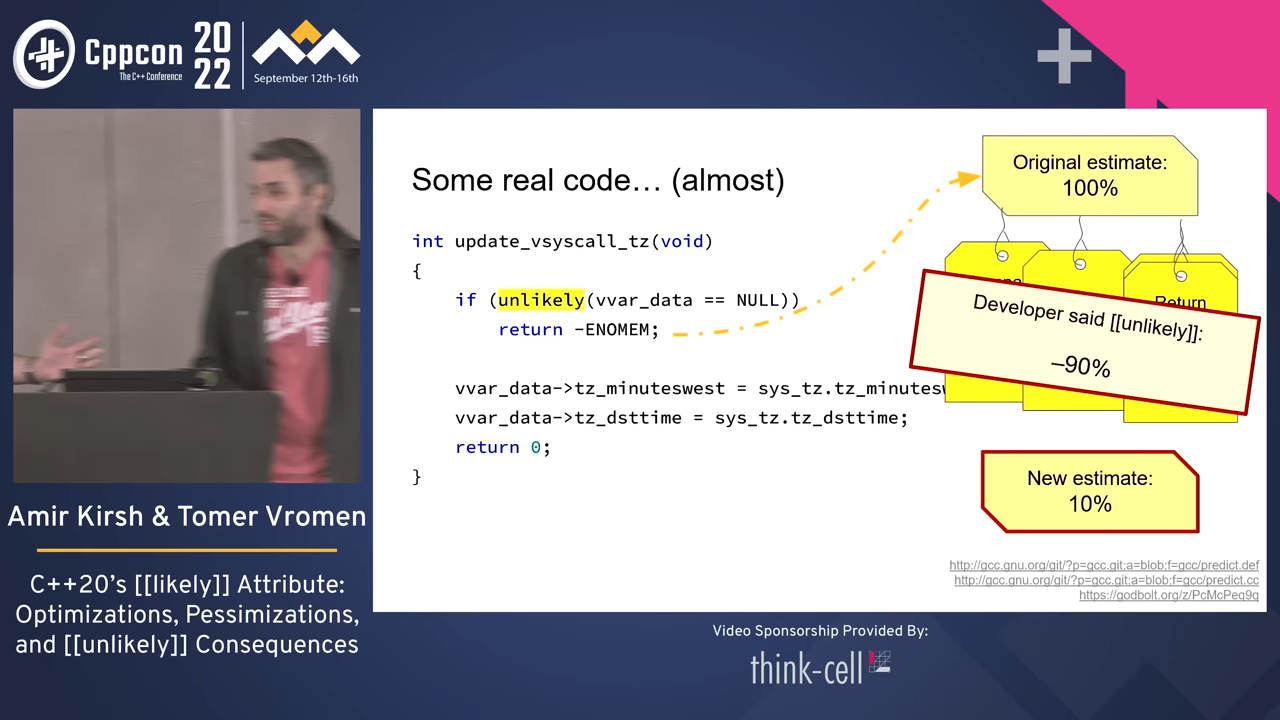 Cppcon
The C++ Conference
20
22
September 12th-16th
Some real code… (almost)
int update_vsyscall_tz(void)
{
if (unlikely(vvar_data == NULL))
return -ENOMEM;
vvar_data->tz_minuteswest = sys_tz.tz_minutesw
vvar_data->tz_dsttime = sys_tz.tz_dsttime;
return 0;
}
Original estimate:
100%
Return
Developer said [[unlikely]]:
–90%
New estimate:
10%
http://gcc.gnu.org/git/?p=gcc.git;a=blob;f=gcc/predict.def
http://gcc.gnu.org/git/?p=gcc.git;a=blob;f=gcc/predict.cc
https://godbolt.org/z/PcMcPeq9q
Amir Kirsh & Tomer Vromen
C++20's [[likely]] Attribute:
Optimizations, Pessimizations,
and [[unlikely]] Consequences
Video Sponsorship Provided By:
think-cell